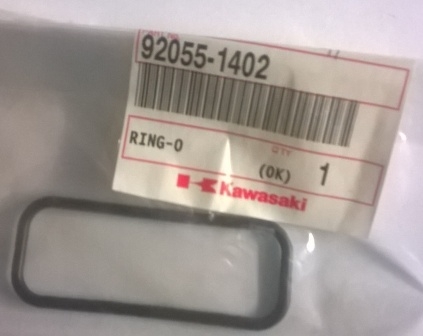 92055-1402
RING-O
QTY
(OK) 1
Kawasaki